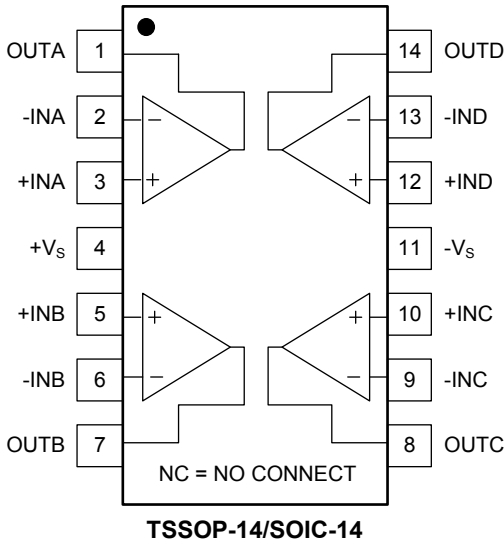 OUTA 1 14 OUTD
-INA 2 − − 13 -IND
+INA 3 + + 12 +IND
+VS 4 11 -VS
+INB 5 + + 10 +INC
-INB 6 − − 9 -INC
OUTB 7 8 OUTC
NC = NO CONNECT
TSSOP-14/SOIC-14